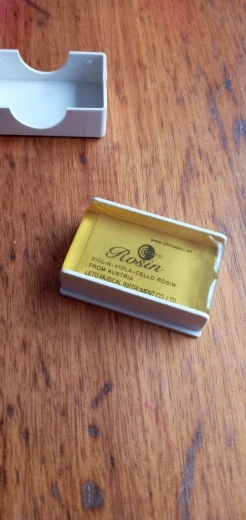 Rosin
VIOLIN-VIOLA-CELLO ROSIN
FROM AUSTRIA
LETO MUSICAL INSTRUMENT CO.,LTD